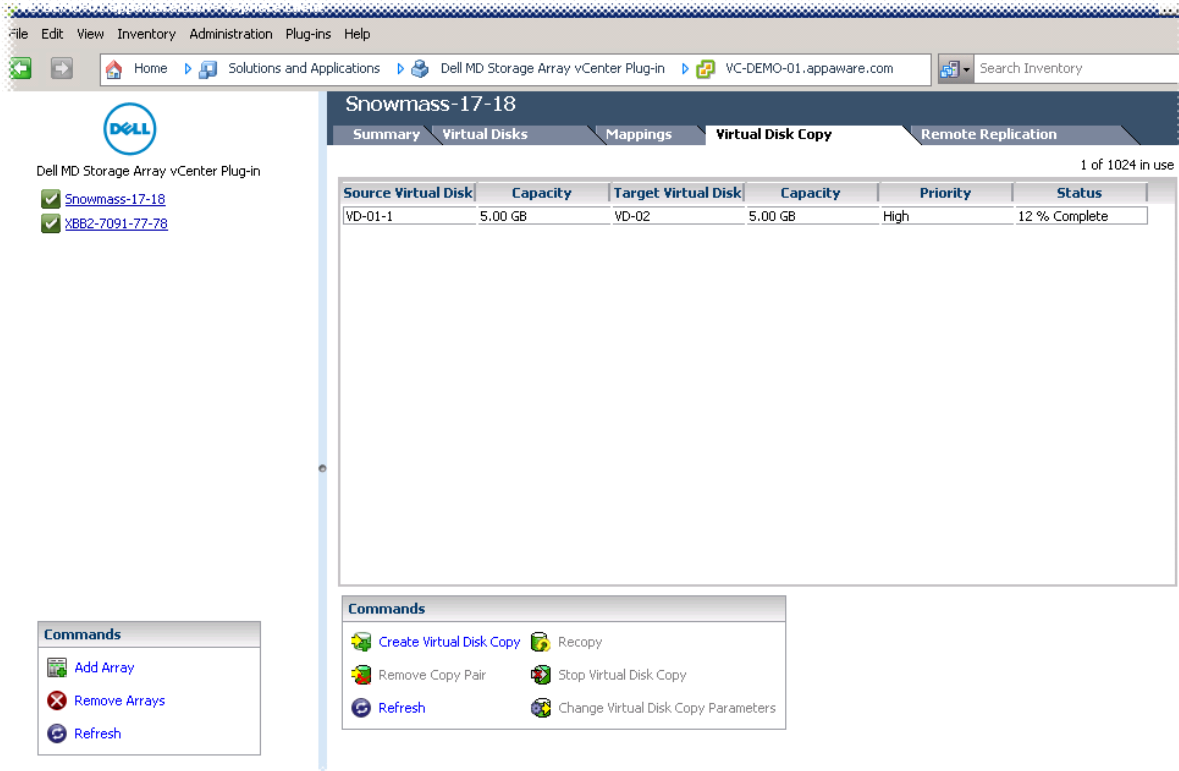 File Edit View Inventory Administration Plug-ins Help
Home Solutions and Applications Dell MD Storage Array vCenter Plug-in VC-DEMO-01.appaware.com Search Inventory
DELL
Dell MD Storage Array vCenter Plug-in
Snowmass-17-18
XBB2-7091-77-78
Commands
Add Array
Remove Arrays
Refresh
Snowmass-17-18
Summary Virtual Disks Mappings Virtual Disk Copy Remote Replication
1 of 1024 in use
Source Virtual Disk Capacity Target Virtual Disk Capacity Priority Status
VD-01-1 5.00 GB VD-02 5.00 GB High 12 % Complete
Commands
Create Virtual Disk Copy Recopy
Remove Copy Pair Stop Virtual Disk Copy
Refresh Change Virtual Disk Copy Parameters